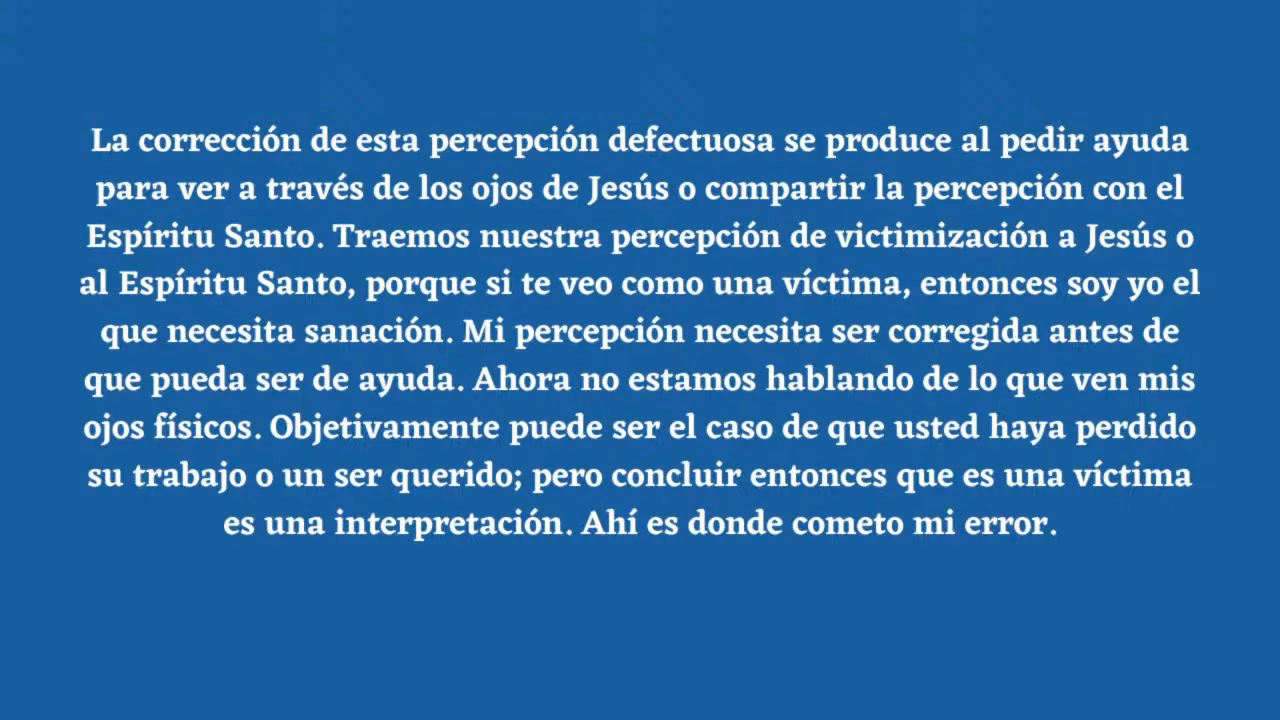 La corrección de esta percepción defectuosa se produce al pedir ayuda
para ver a través de los ojos de Jesús o compartir la percepción con el
Espíritu Santo. Traemos nuestra percepción de victimización a Jesús o
al Espíritu Santo, porque si te veo como una víctima, entonces soy yo el
que necesita sanación. Mi percepción necesita ser corregida antes de
que pueda ser de ayuda. Ahora no estamos hablando de lo que ven mis
ojos físicos. Objetivamente puede ser el caso de que usted haya perdido
su trabajo o un ser querido; pero concluir entonces que es una víctima
es una interpretación. Ahí es donde cometo mi error.